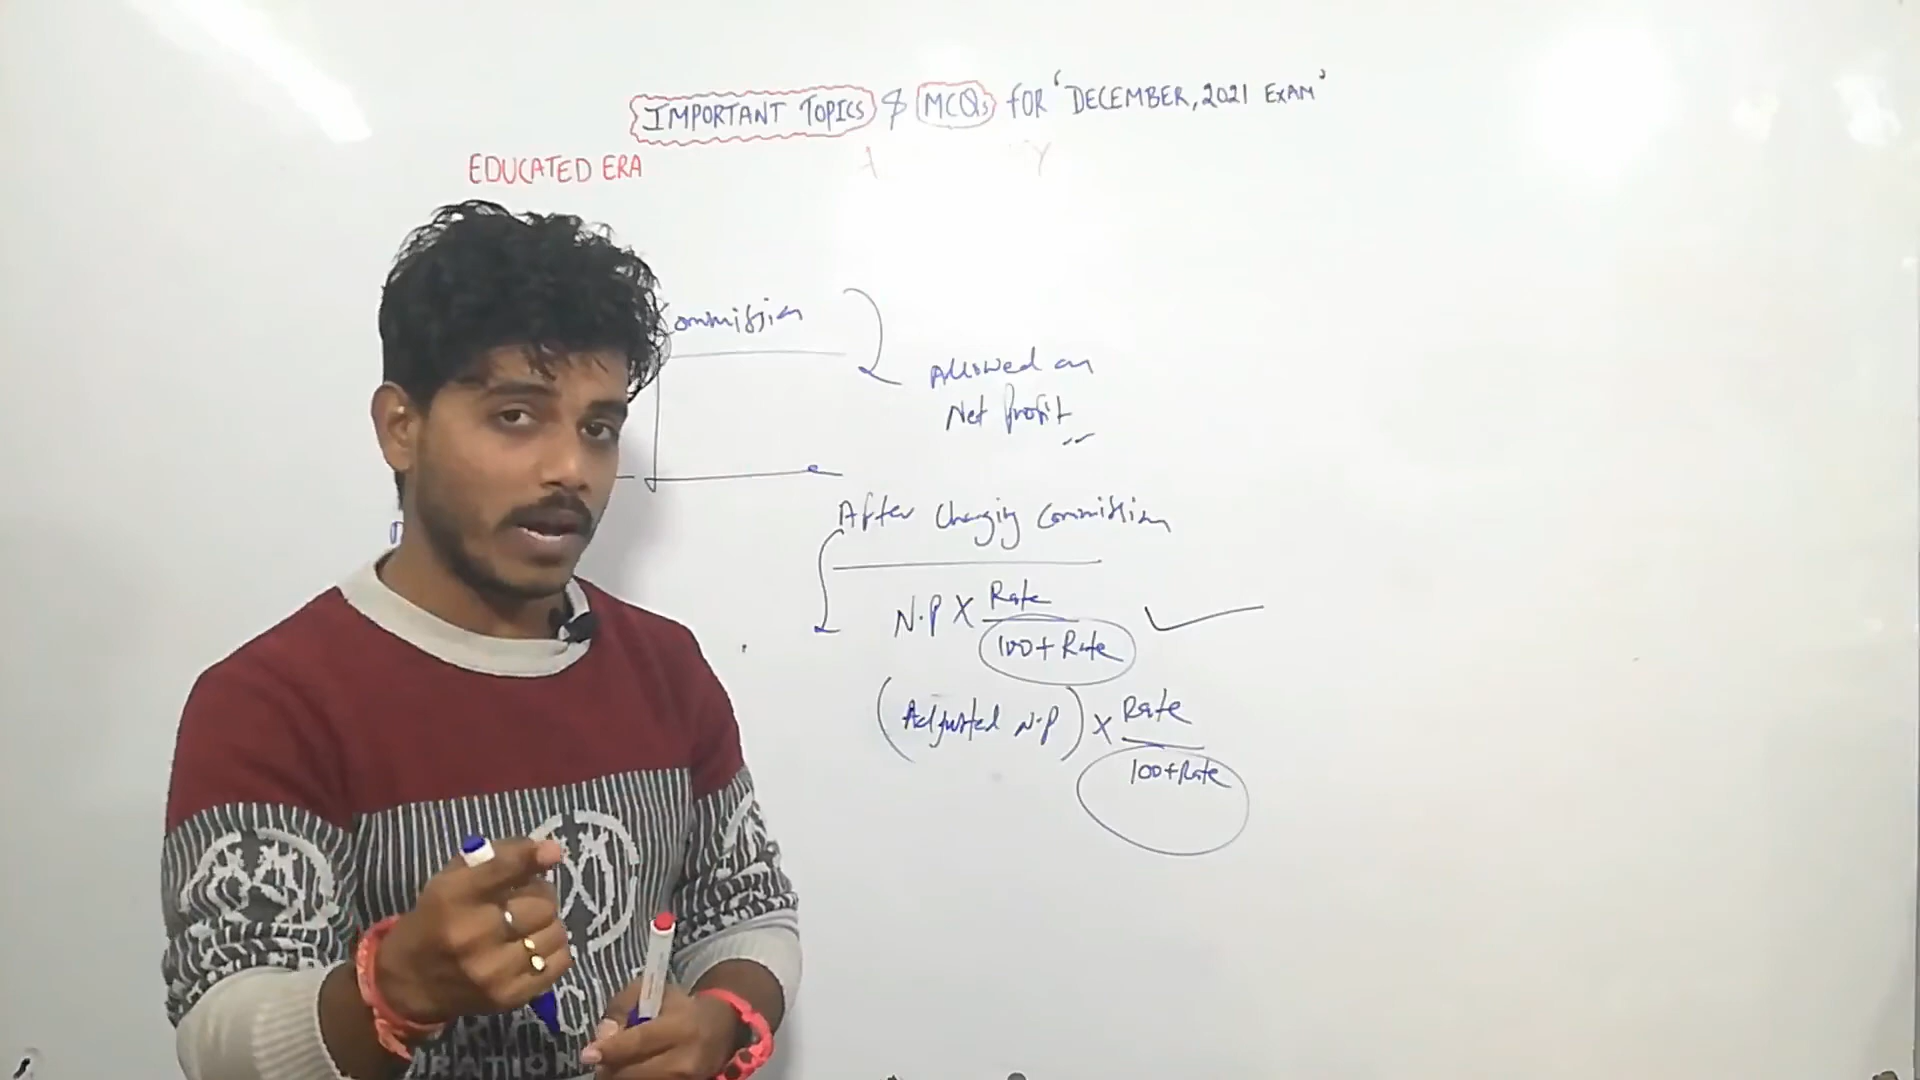 IMPORTANT TOPICS & MCQs FOR 'DECEMBER, 2021 EXAM'
EDUCATED ERA
Commission
Allowed on
Net profit
After Charging Commission
N.P X Rate
100+Rate
(Adjusted N.P) X Rate
100+Rate
RATION